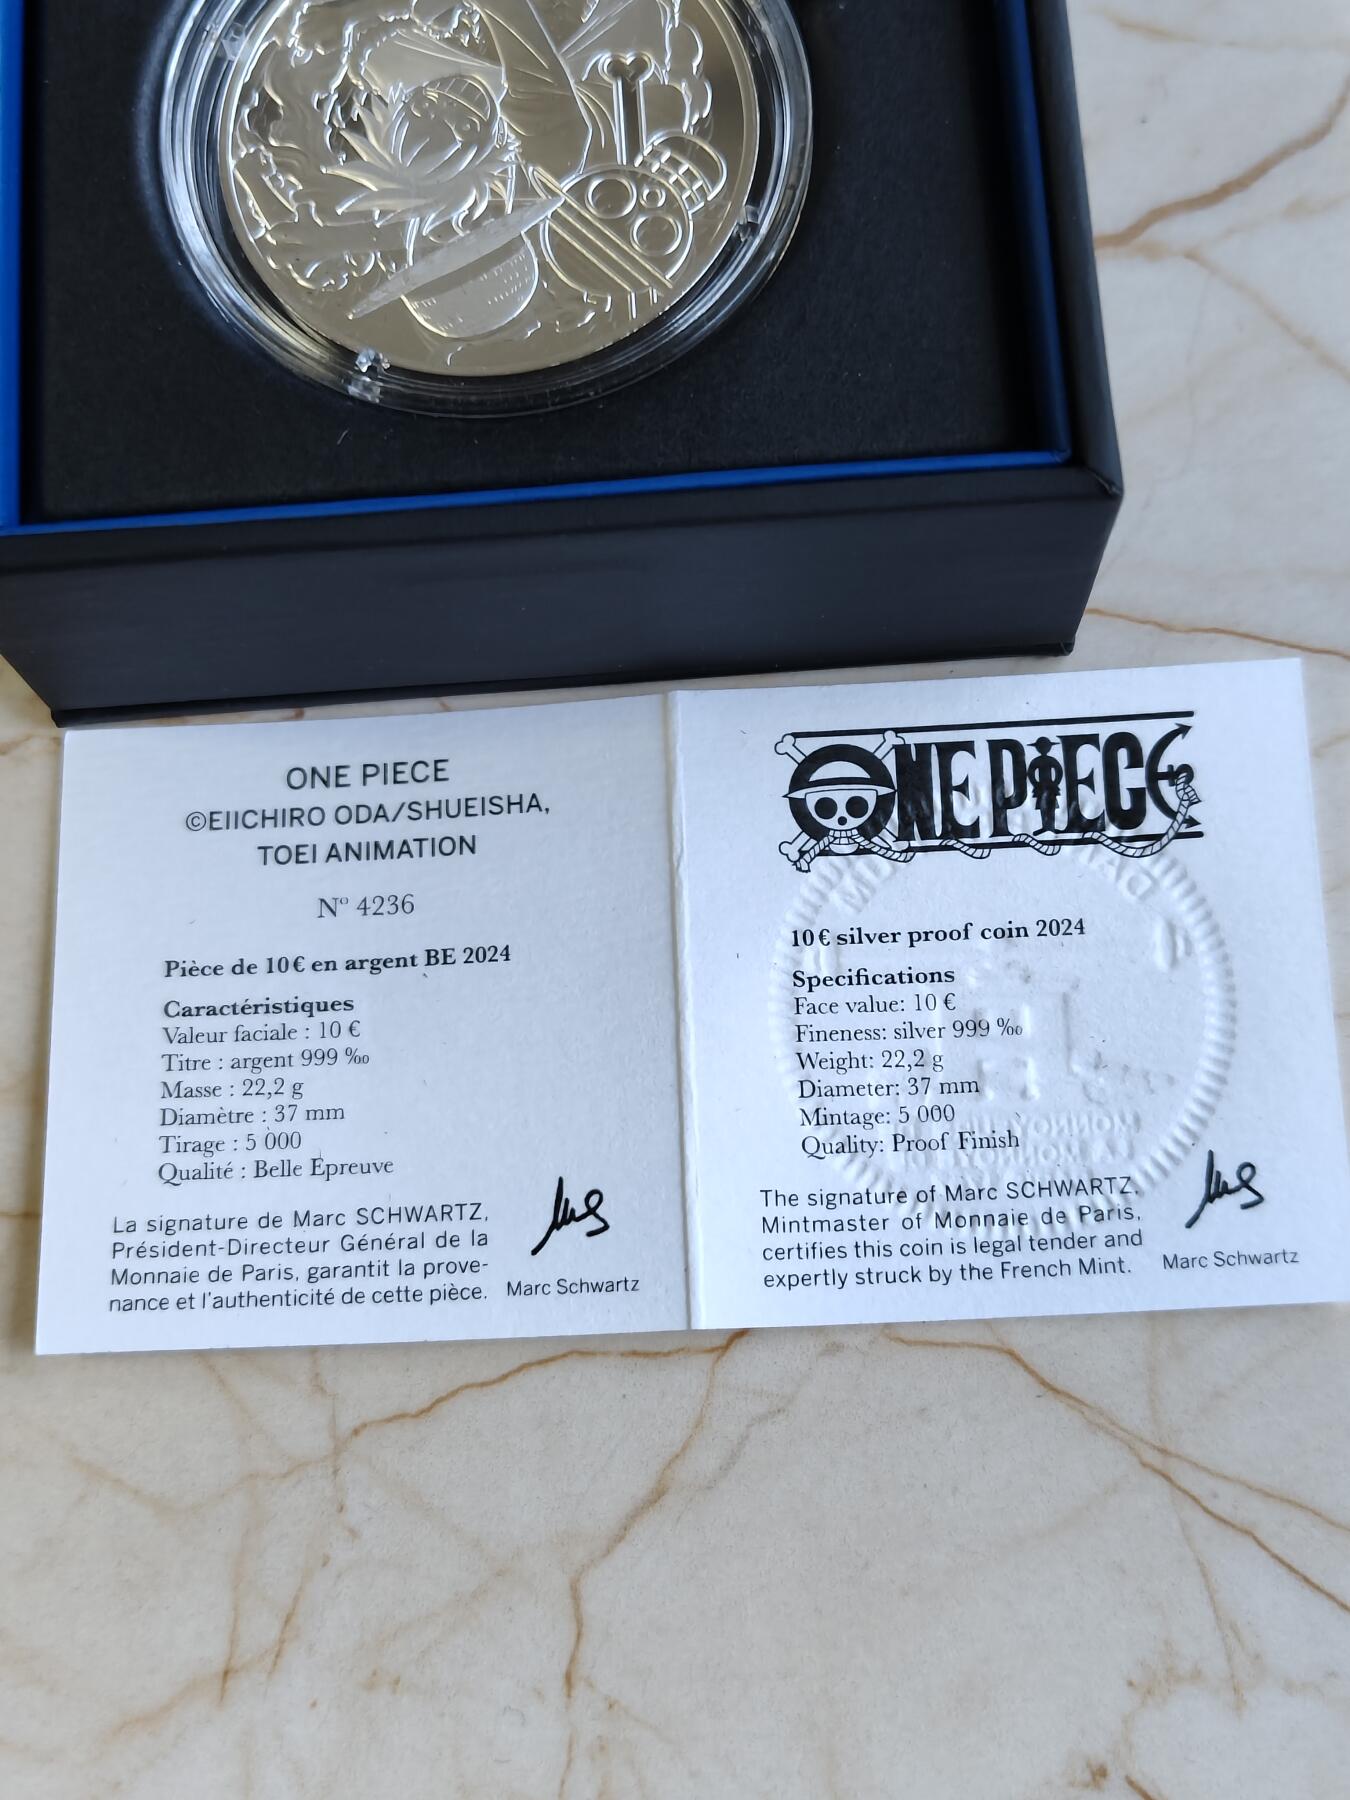 ONE PIECE
©EIICHIRO ODA/SHUEISHA,
TOEI ANIMATION
Nº 4236
Pièce de 10€ en argent BE 2024
Caractéristiques
Valeur faciale : 10 €
Titre : argent 999 ‰
Masse : 22,2 g
Diamètre : 37 mm
Tirage : 5 000
Qualité : Belle Épreuve
La signature de Marc SCHWARTZ,
Président-Directeur Général de la
Monnaie de Paris, garantit la prove-
nance et l'authenticité de cette pièce.
Marc Schwartz
ONE PIECE
10€ silver proof coin 2024
Specifications
Face value: 10 €
Fineness: silver 999 ‰
Weight: 22,2 g
Diameter: 37 mm
Mintage: 5 000
Quality: Proof Finish
The signature of Marc SCHWARTZ,
Mintmaster of Monnaie de Paris,
certifies this coin is legal tender and
expertly struck by the French Mint.
Marc Schwartz